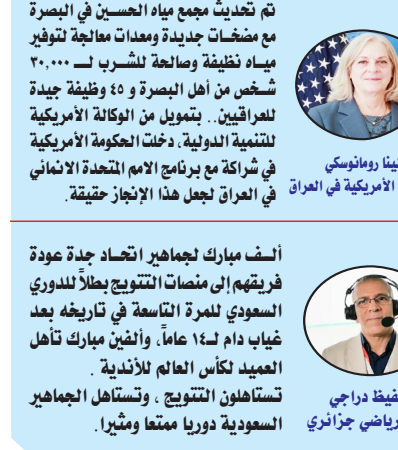 تم تحديث مجمع مياه الحسين في البصرة
مع مضخات جديدة ومعدات معالجة لتوفير
مياه نظيفة وصالحة للشرب لـ ٣٠,٠٠٠
شخص من أهل البصرة و ٤٥ وظيفة جيدة
للعراقيين.. بتمويل من الوكالة الأمريكية
للتنمية الدولية، دخلت الحكومة الأمريكية
في شراكة مع برنامج الامم المتحدة الانمائي
في العراق لجعل هذا الإنجاز حقيقة.
لينا رومانوسكي
الأمريكية في العراق
ألف مبارك لجماهير اتحاد جدة عودة
فريقهم إلى منصات التتويج بطلاً للدوري
السعودي للمرة التاسعة في تاريخه بعد
غياب دام لـ١٤ عاماً، وألفين مبارك تأهل
العميد لكأس العالم للأندية .
تستاهلون التتويج ، وتستاهل الجماهير
السعودية دوريا ممتعا ومثيرا.
فيظ دراجي
رياضي جزائري